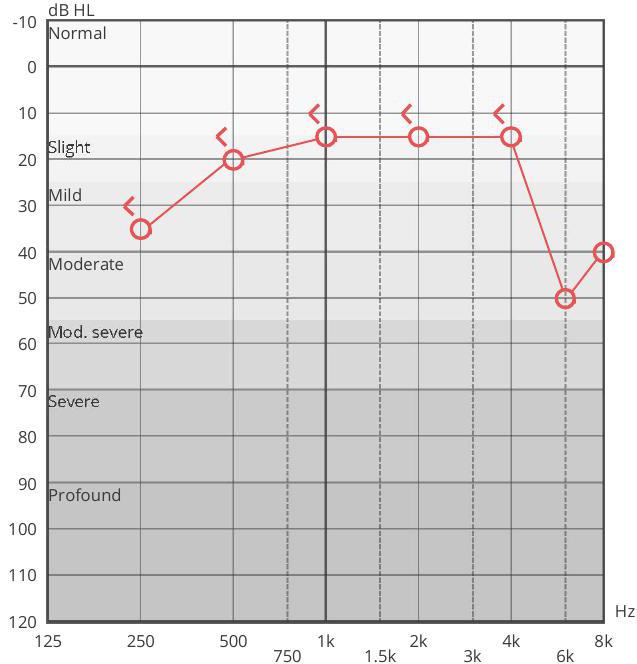 dB HL
-10
Normal
0
10
Slight
20
Mild
30
40
Moderate
50
Mod. severe
60
70
Severe
80
90
Profound
100
110
120
Hz
125 250 500 1k 2k 4k 8k
750 1.5k 3k 6k